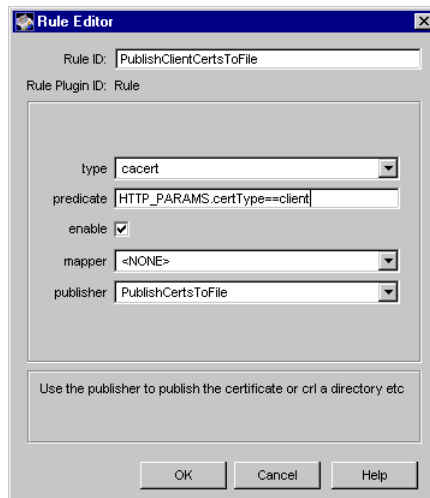 Rule Editor
Rule ID: PublishClientCertsToFile
Rule Plugin ID: Rule
type cacert
predicate HTTP_PARAMS.certType==client
enable
mapper <NONE>
publisher PublishCertsToFile
Use the publisher to publish the certificate or crl a directory etc
OK Cancel Help